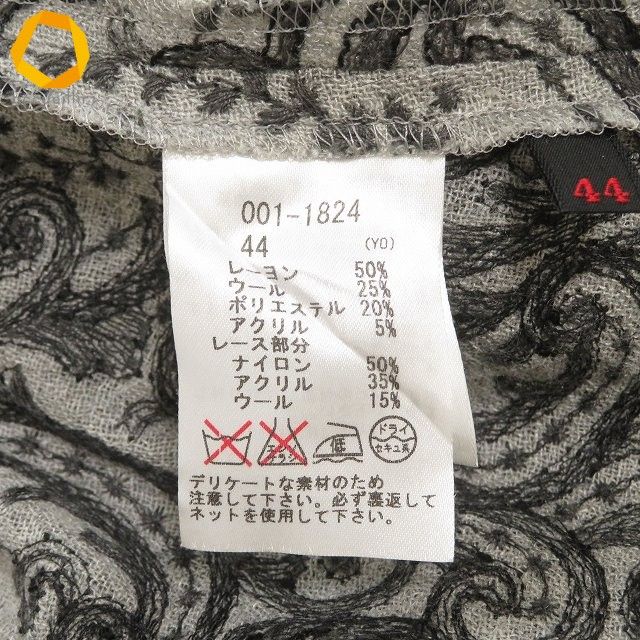 001-1824
44 (YO)
レーヨン 50%
ウール 25%
ポリエステル 20%
アクリル 5%
レース部分
ナイロン 50%
アクリル 35%
ウール 15%
低
ドライ
セキユ系
デリケートな素材のため
注意して下さい。必ず裏返して
ネットを使用して下さい。
44